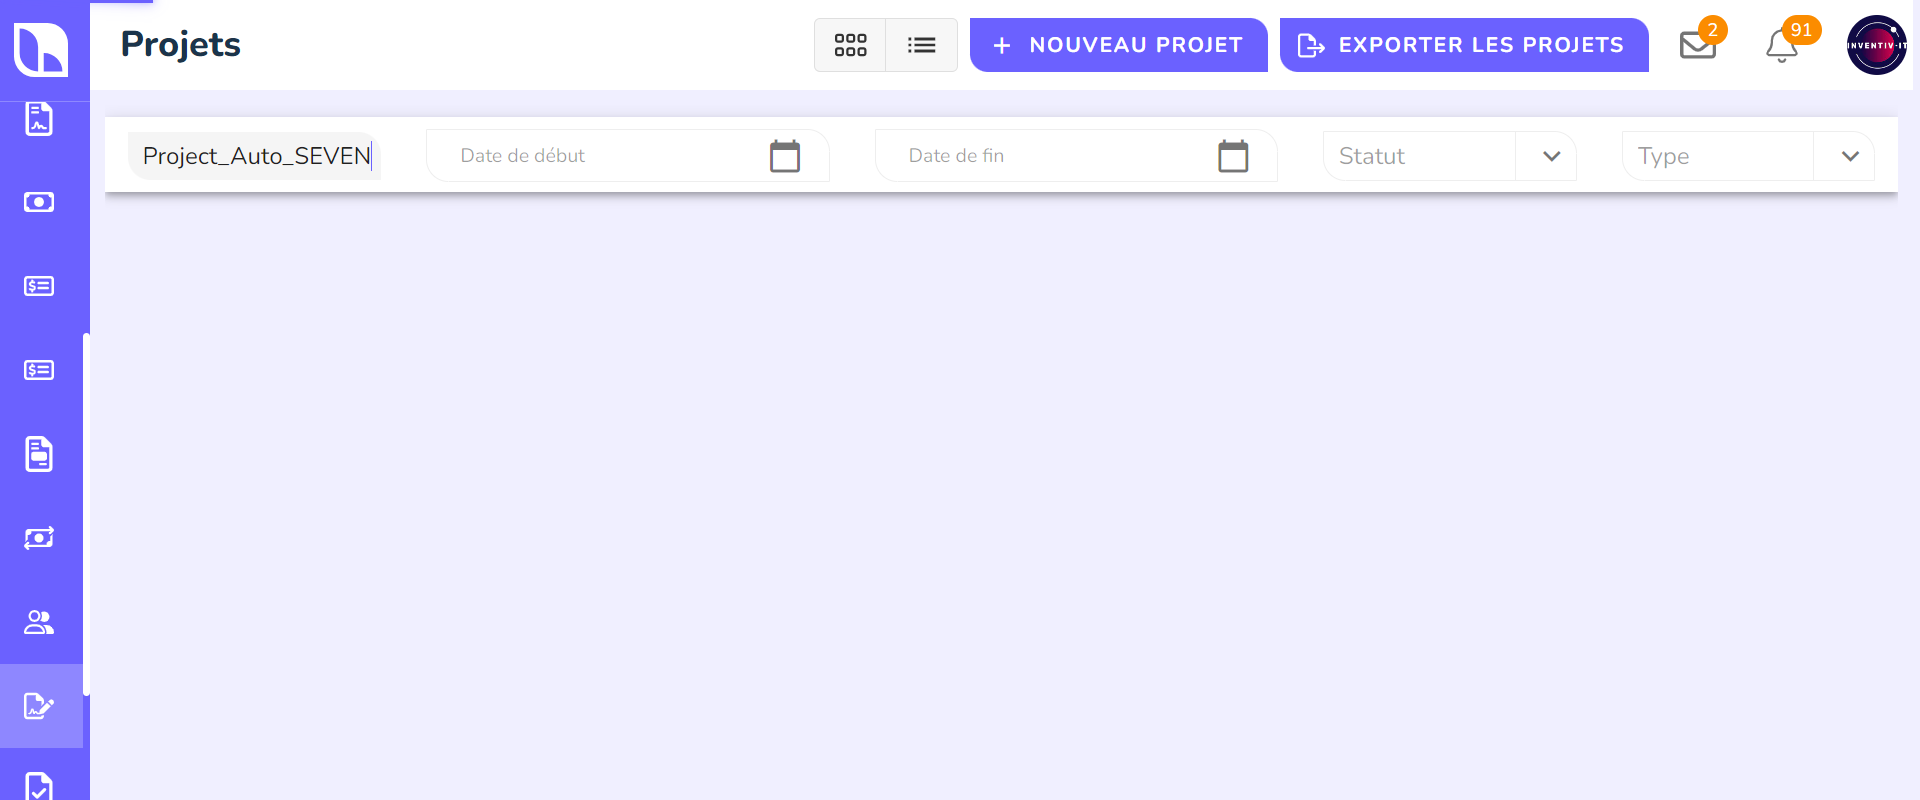 Projets
NOUVEAU PROJET
EXPORTER LES PROJETS
2
91
INVENTIV-IT
Project_Auto_SEVEN
Date de début
Date de fin
Statut
Type